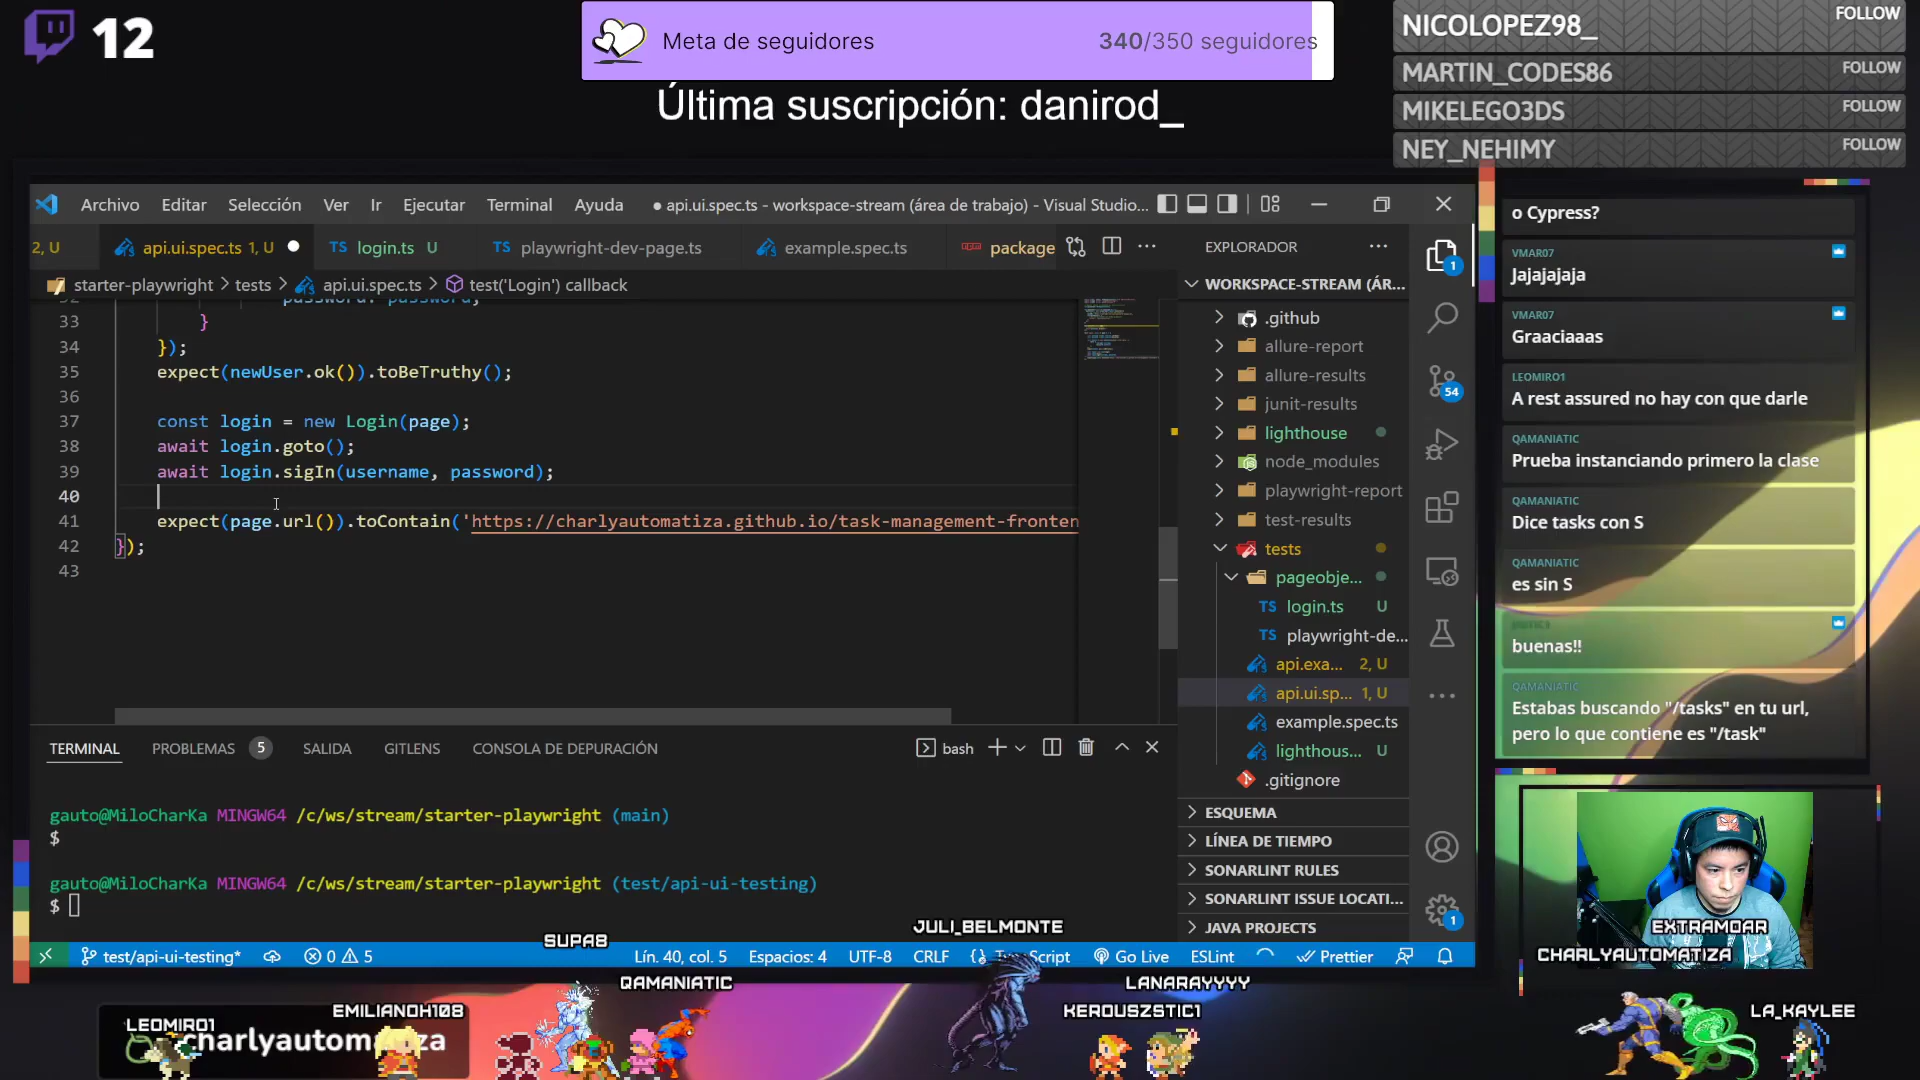 12
Meta de seguidores
340/350 seguidores
Última suscripción: danirod_
NICOLOPEZ98_ FOLLOW
MARTIN_CODES86 FOLLOW
MIKELEGO3DS FOLLOW
NEY_NEHIMY FOLLOW
Archivo Editar Selección Ver Ir Ejecutar Terminal Ayuda ● api.ui.spec.ts - workspace-stream (área de trabajo) - Visual Studio...
2, U api.ui.spec.ts 1, U login.ts U playwright-dev-page.ts example.spec.ts package
starter-playwright > tests > api.ui.spec.ts > test('Login') callback
password: password,
33 }
34 });
35 expect(newUser.ok()).toBeTruthy();
36
37 const login = new Login(page);
38 await login.goto();
39 await login.sigIn(username, password);
40
41 expect(page.url()).toContain('https://charlyautomatiza.github.io/task-management-fronten
42 });
43
EXPLORADOR
WORKSPACE-STREAM (ÁR...
.github
allure-report
allure-results
junit-results
lighthouse
node_modules
playwright-report
test-results
tests
pageobje...
TS login.ts U
TS playwright-de...
api.exa... 2, U
api.ui.sp... 1, U
example.spec.ts
lighthous... U
.gitignore
ESQUEMA
LÍNEA DE TIEMPO
SONARLINT RULES
SONARLINT ISSUE LOCATI...
JAVA PROJECTS
1
54
1
TERMINAL PROBLEMAS 5 SALIDA GITLENS CONSOLA DE DEPURACIÓN bash
gauto@MiloCharKa MINGW64 /c/ws/stream/starter-playwright (main)
$
gauto@MiloCharKa MINGW64 /c/ws/stream/starter-playwright (test/api-ui-testing)
$
test/api-ui-testing* 0 5 Lín. 40, col. 5 Espacios: 4 UTF-8 CRLF Script Go Live ESLint Prettier
o Cypress?
VMAR07
Jajajajaja
VMAR07
Graaciaaas
LEOMIRO1
A rest assured no hay con que darle
QAMANIATIC
Prueba instanciando primero la clase
QAMANIATIC
Dice tasks con S
QAMANIATIC
es sin S
buenas!!
QAMANIATIC
Estabas buscando "/tasks" en tu url,
pero lo que contiene es "/task"
EXTRAMOAR
CHARLYAUTOMATIZA
SUPA8
JULI_BELMONTE
QAMANIATIC
LANARAYYYY
LEOMIRO1
EMILIANOH108
KEROUSZSTIC1
LA_KAYLEE
charlyautomatiza